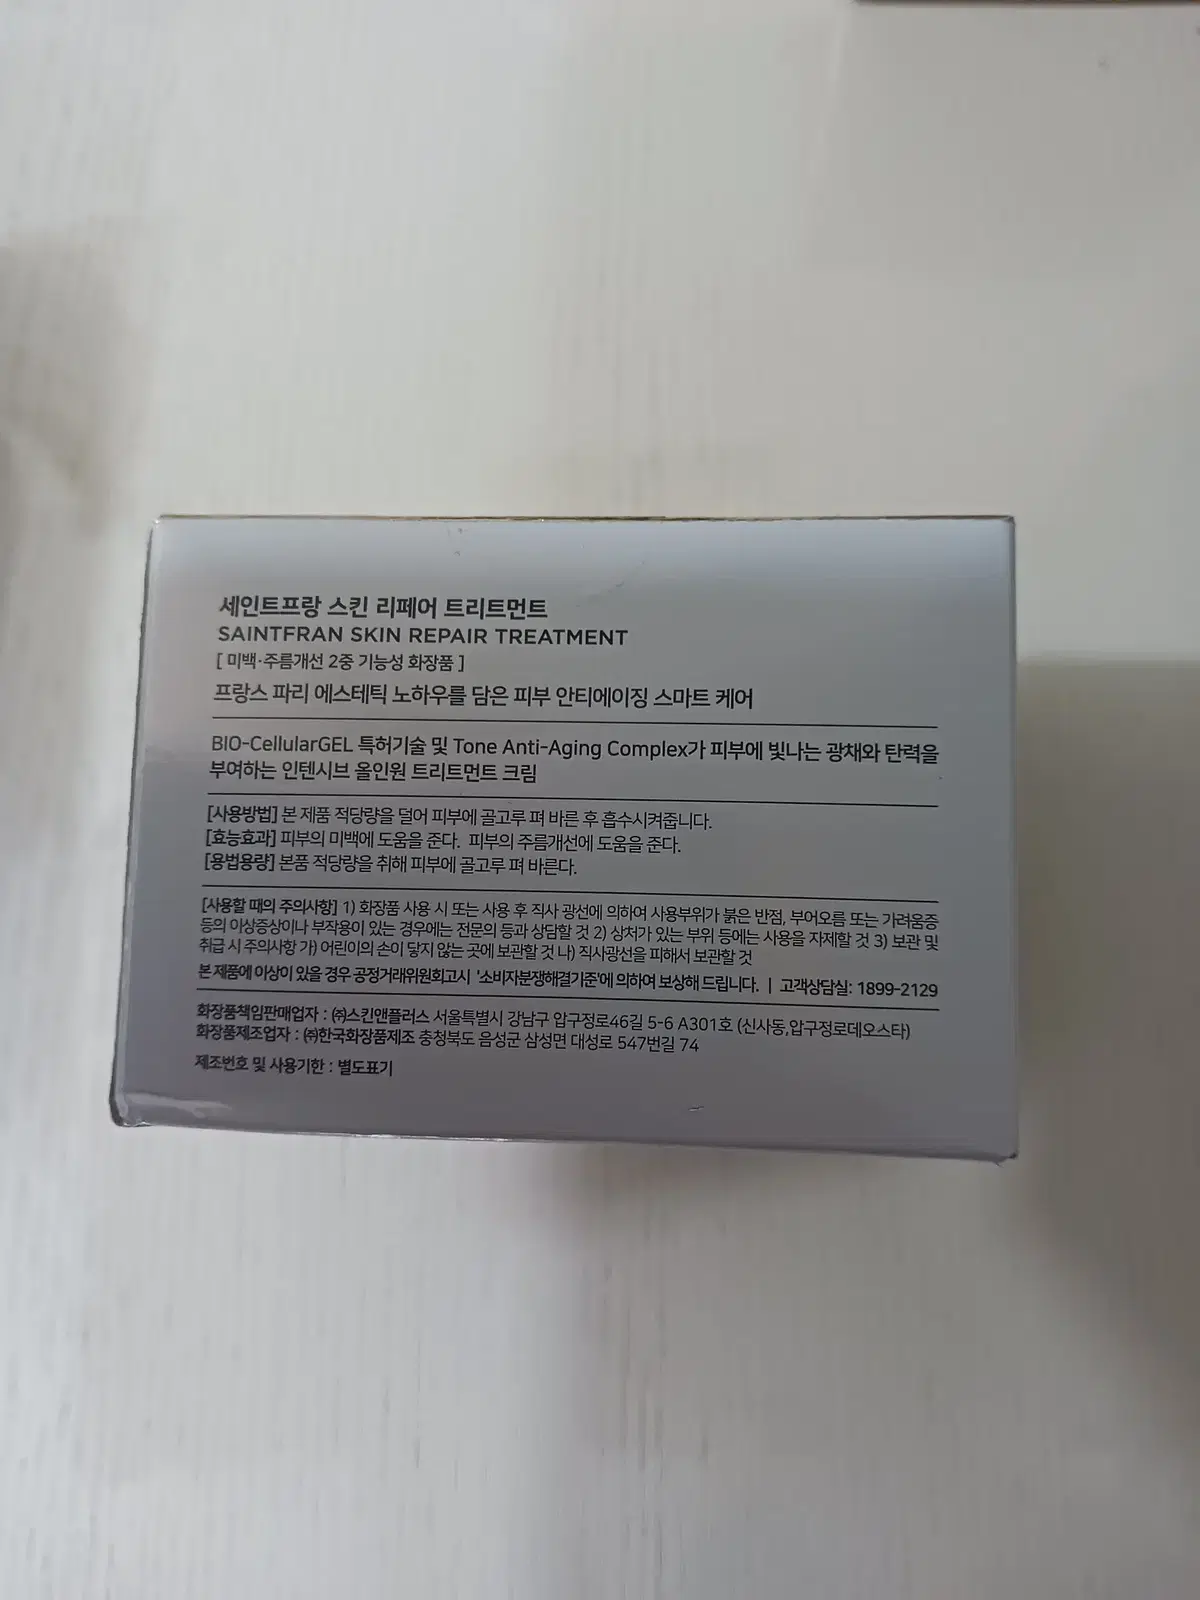 세인트프랑 스킨 리페어 트리트먼트
SAINTFRAN SKIN REPAIR TREATMENT
[ 미백·주름개선 2중 기능성 화장품 ]
프랑스 파리 에스테틱 노하우를 담은 피부 안티에이징 스마트 케어
BIO-CellularGEL 특허기술 및 Tone Anti-Aging Complex가 피부에 빛나는 광채와 탄력을
부여하는 인텐시브 올인원 트리트먼트 크림
[사용방법] 본 제품 적당량을 덜어 피부에 골고루 펴 바른 후 흡수시켜줍니다.
[효능효과] 피부의 미백에 도움을 준다. 피부의 주름개선에 도움을 준다.
[용법용량] 본품 적당량을 취해 피부에 골고루 펴 바른다.
[사용할 때의 주의사항] 1) 화장품 사용 시 또는 사용 후 직사 광선에 의하여 사용부위가 붉은 반점, 부어오름 또는 가려움증
등의 이상증상이나 부작용이 있는 경우에는 전문의 등과 상담할 것 2) 상처가 있는 부위 등에는 사용을 자제할 것 3) 보관 및
취급 시 주의사항 가) 어린이의 손이 닿지 않는 곳에 보관할 것 나) 직사광선을 피해서 보관할 것
본 제품에 이상이 있을 경우 공정거래위원회고시 '소비자분쟁해결기준'에 의하여 보상해 드립니다. | 고객상담실: 1899-2129
화장품책임판매업자 : ㈜스킨앤플러스 서울특별시 강남구 압구정로46길 5-6 A301호 (신사동,압구정로데오스타)
화장품제조업자 : ㈜한국화장품제조 충청북도 음성군 삼성면 대성로 547번길 74
제조번호 및 사용기한 : 별도표기